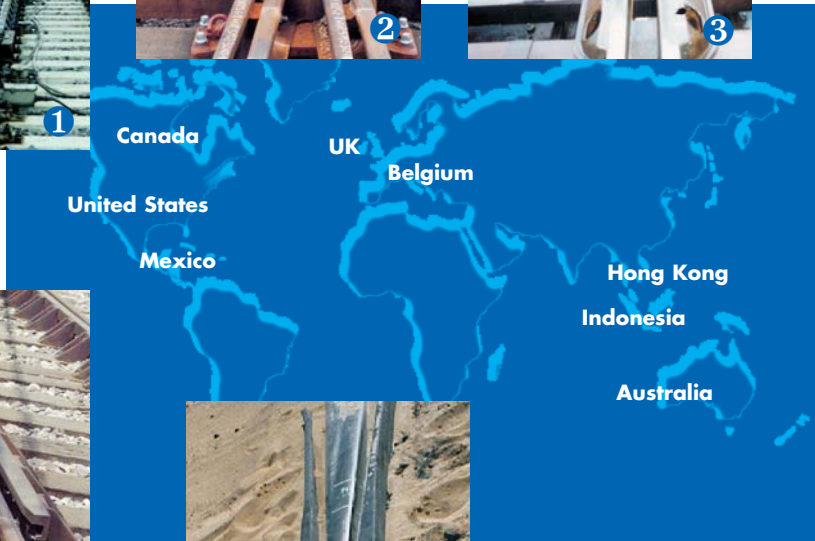 2
3
1
Canada
UK
Belgium
United States
Mexico
Hong Kong
Indonesia
Australia